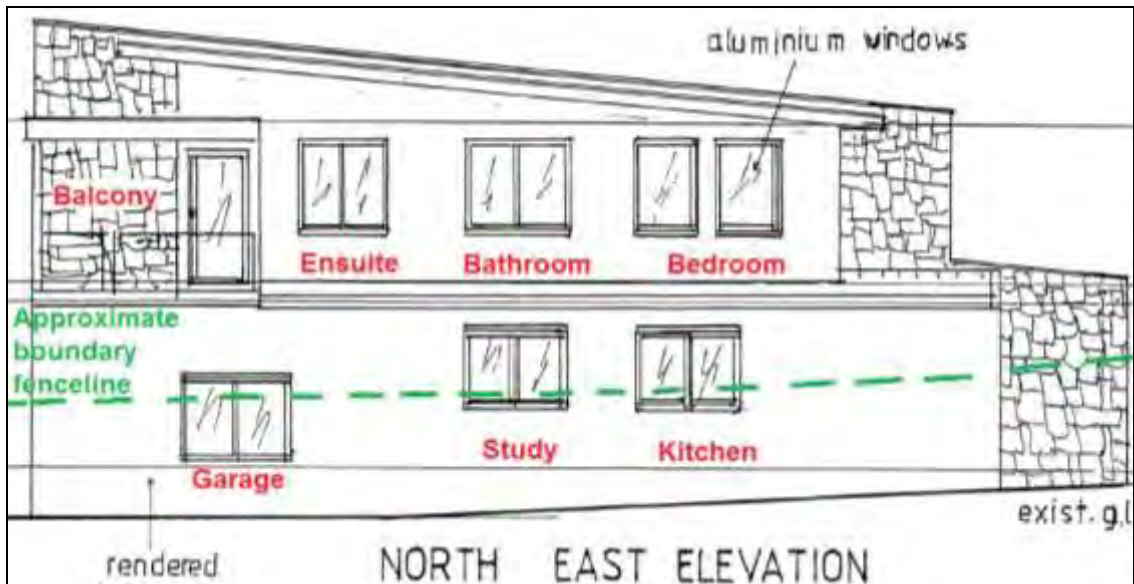 aluminium windows
Balcony
Ensuite Bathroom Bedroom
Approximate
boundary
fenceline
Study Kitchen
Garage
exist. g.l
rendered
NORTH EAST ELEVATION